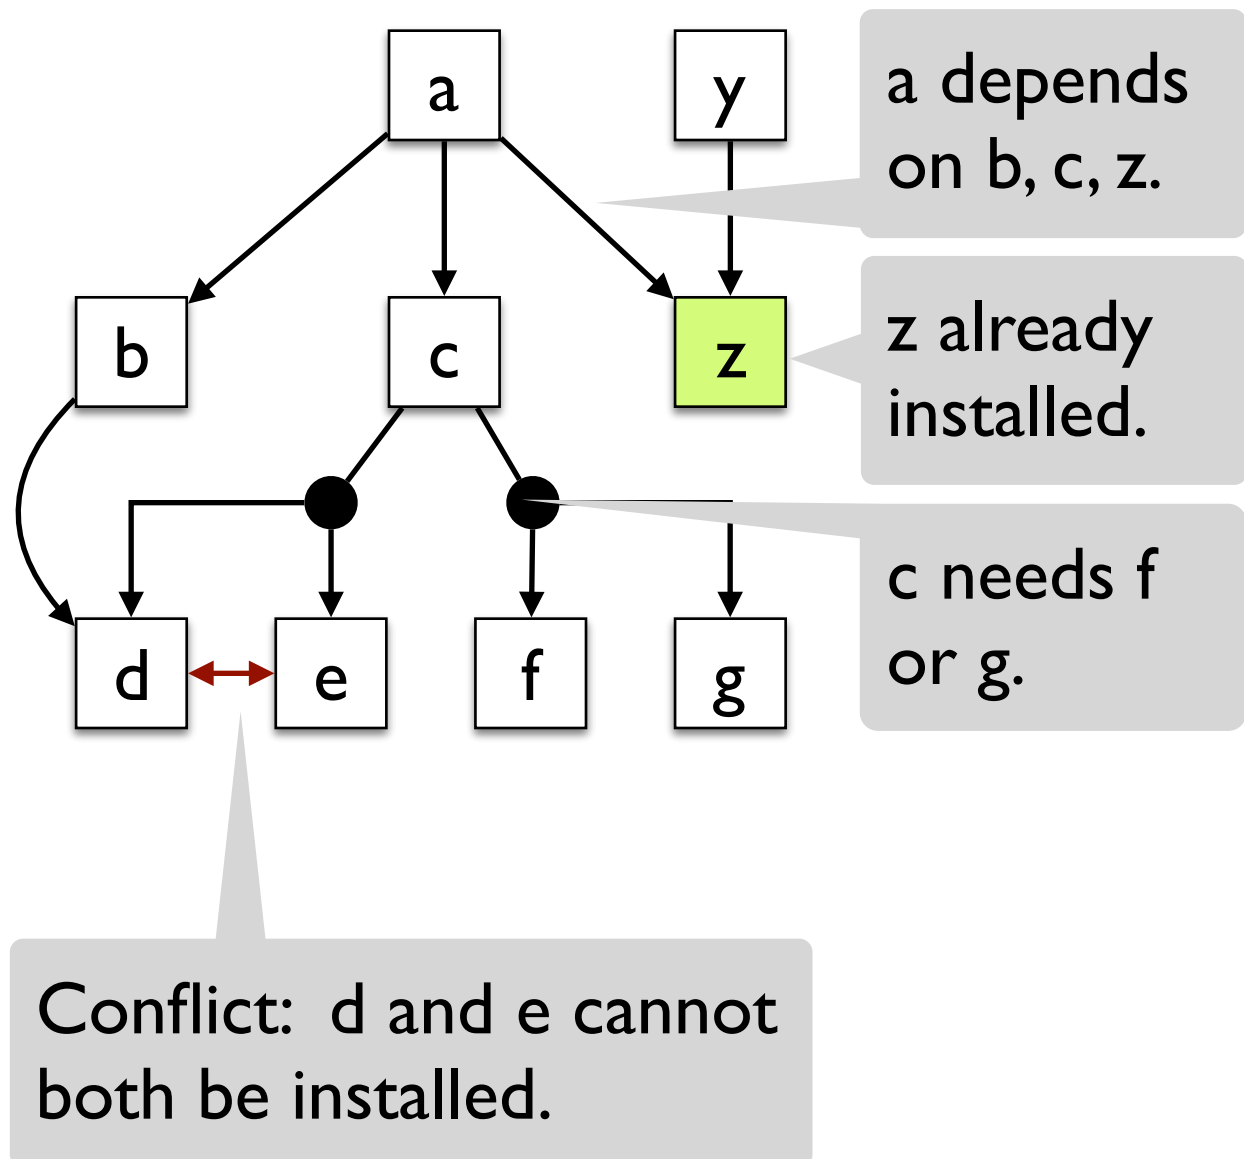 a
y
a depends
on b, c, z.
b
c
z
z already
installed.
c needs f
or g.
d
e
f
g
Conflict: d and e cannot
both be installed.